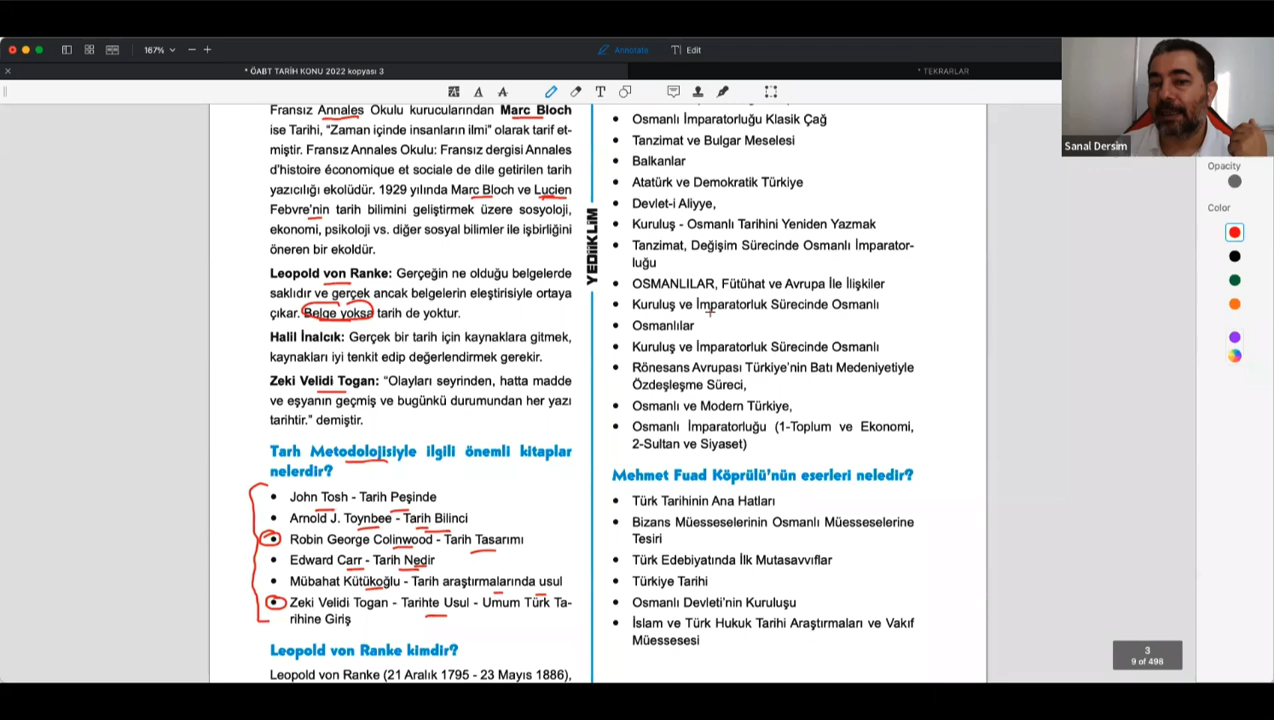 167%
Annotate
Edit
* ÖABT TARİH KONU 2022 kopyası 3
* TEKRARLAR
Sanal Dersim
Opacity
Color
Fransız Annales Okulu kurucularından Marc Bloch
ise Tarihi, “Zaman içinde insanların ilmi” olarak tarif et-
miştir. Fransız Annales Okulu: Fransız dergisi Annales
d’histoire économique et sociale de dile getirilen tarih
yazıcılığı ekolüdür. 1929 yılında Marc Bloch ve Lucien
Febvre’nin tarih bilimini geliştirmek üzere sosyoloji,
ekonomi, psikoloji vs. diğer sosyal bilimler ile işbirliğini
öneren bir ekoldür.
Leopold von Ranke: Gerçeğin ne olduğu belgelerde
saklıdır ve gerçek ancak belgelerin eleştirisiyle ortaya
çıkar. Belge yoksa tarih de yoktur.
Halil İnalcık: Gerçek bir tarih için kaynaklara gitmek,
kaynakları iyi tenkit edip değerlendirmek gerekir.
Zeki Velidi Togan: “Olayları seyrinden, hatta madde
ve eşyanın geçmiş ve bugünkü durumundan her yazı
tarihtir.” demiştir.
Tarh Metodolojisiyle ilgili önemli kitaplar
nelerdir?
• John Tosh - Tarih Peşinde
• Arnold J. Toynbee - Tarih Bilinci
• Robin George Colinwood - Tarih Tasarımı
• Edward Carr - Tarih Nedir
• Mübahat Kütükoğlu - Tarih araştırmalarında usul
• Zeki Velidi Togan - Tarihte Usul - Umum Türk Ta-
rihine Giriş
Leopold von Ranke kimdir?
Leopold von Ranke (21 Aralık 1795 - 23 Mayıs 1886),
YEDİİKLİM
• Osmanlı İmparatorluğu Klasik Çağ
• Tanzimat ve Bulgar Meselesi
• Balkanlar
• Atatürk ve Demokratik Türkiye
• Devlet-i Aliyye,
• Kuruluş - Osmanlı Tarihini Yeniden Yazmak
• Tanzimat, Değişim Sürecinde Osmanlı İmparator-
luğu
• OSMANLILAR, Fütühat ve Avrupa İle İlişkiler
• Kuruluş ve İmparatorluk Sürecinde Osmanlı
• Osmanlılar
• Kuruluş ve İmparatorluk Sürecinde Osmanlı
• Rönesans Avrupası Türkiye’nin Batı Medeniyetiyle
Özdeşleşme Süreci,
• Osmanlı ve Modern Türkiye,
• Osmanlı İmparatorluğu (1-Toplum ve Ekonomi,
2-Sultan ve Siyaset)
Mehmet Fuad Köprülü’nün eserleri neledir?
• Türk Tarihinin Ana Hatları
• Bizans Müesseselerinin Osmanlı Müesseselerine
Tesiri
• Türk Edebiyatında İlk Mutasavvıflar
• Türkiye Tarihi
• Osmanlı Devleti’nin Kuruluşu
• İslam ve Türk Hukuk Tarihi Araştırmaları ve Vakıf
Müessesesi
3
9 of 498